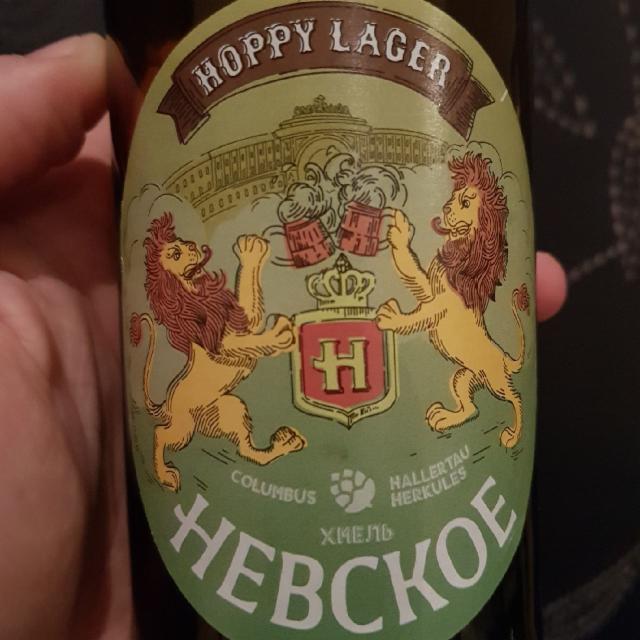 HOPPY LAGER
H
COLUMBUS
HALLERTAU
HERKULES
ХМЕЛЬ
НЕВСКОЕ